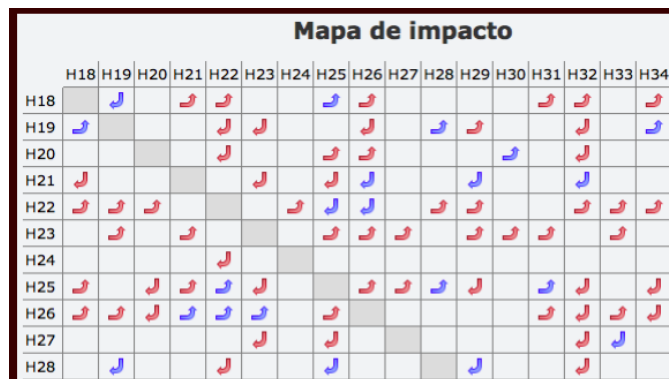 Mapa de impacto
H18 H19 H20 H21 H22 H23 H24 H25 H26 H27 H28 H29 H30 H31 H32 H33 H34
H18
H19
H20
H21
H22
H23
H24
H25
H26
H27
H28